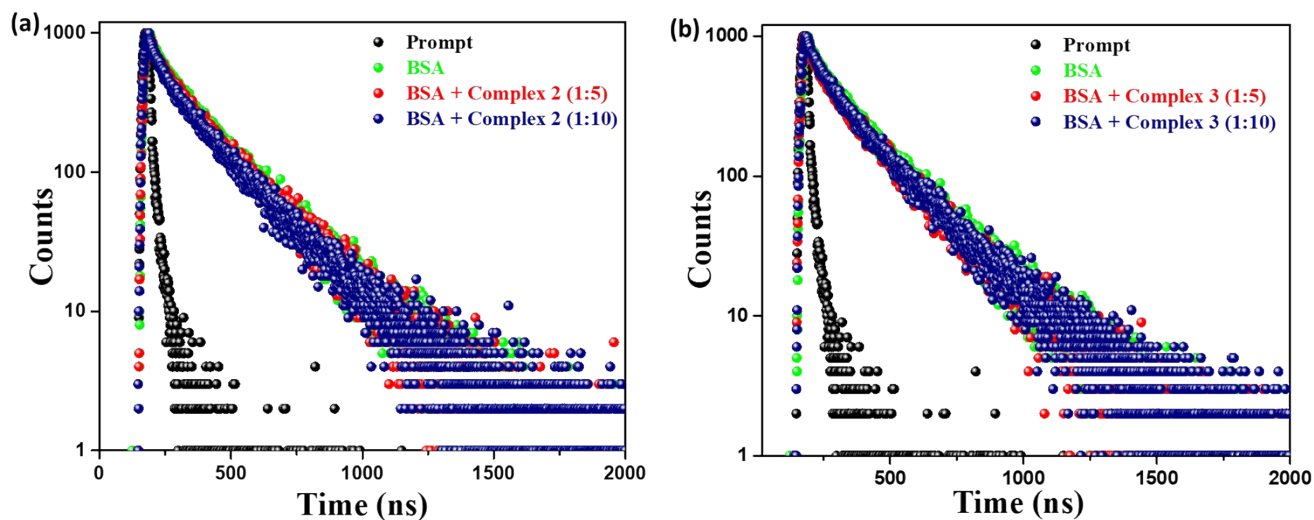 (a)
1000
100
10
1
Counts
Prompt
BSA
BSA + Complex 2 (1:5)
BSA + Complex 2 (1:10)
0 500 1000 1500 2000
Time (ns)
(b)
1000
100
10
1
Counts
Prompt
BSA
BSA + Complex 3 (1:5)
BSA + Complex 3 (1:10)
500 1000 1500 2000
Time (ns)